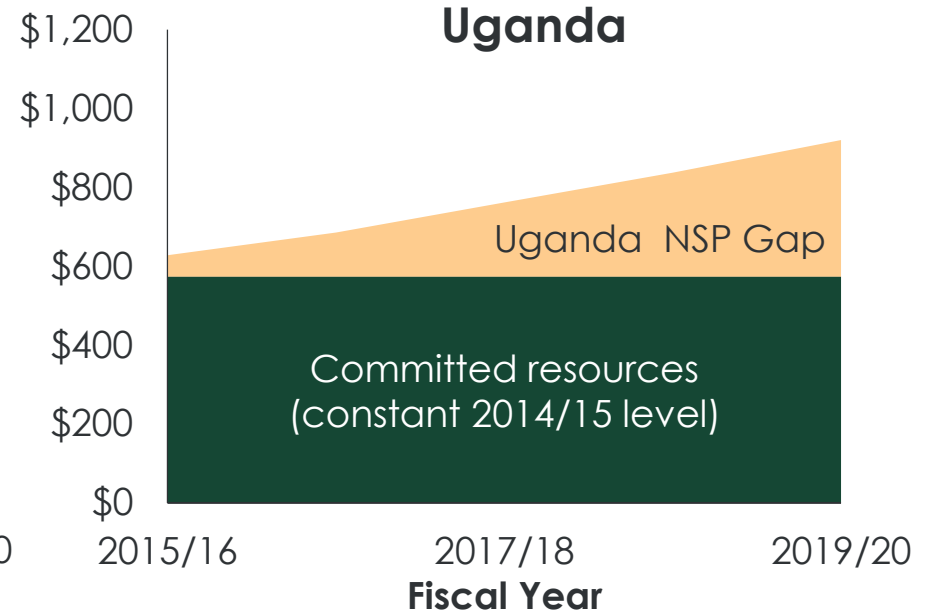 Uganda
$1,200
$1,000
$800
$600
$400
$200
$0
Uganda NSP Gap
Committed resources
(constant 2014/15 level)
0
2015/16
2017/18
2019/20
Fiscal Year